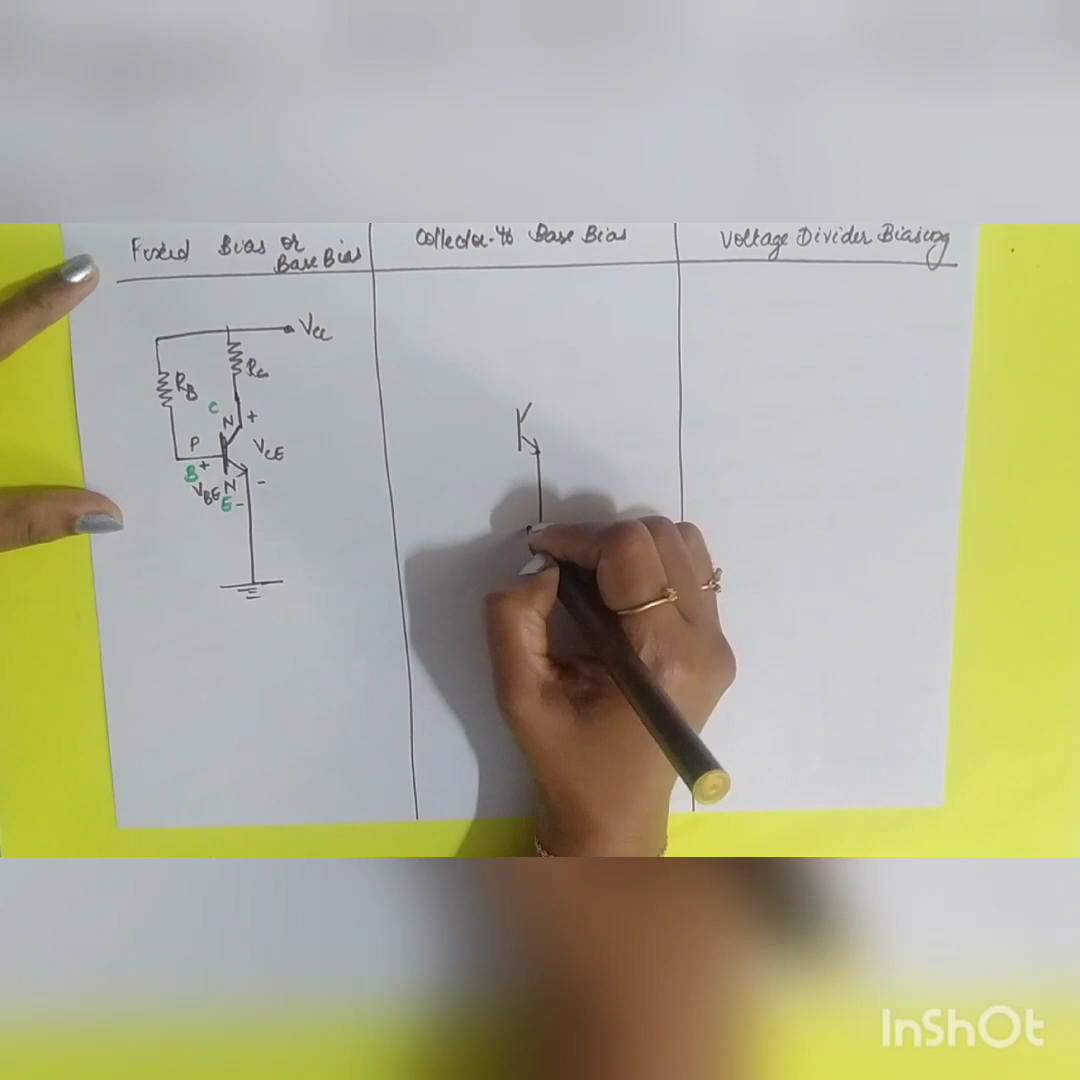 Fixed Bias or
Base Bias
Collector-to Base Bias
Voltage Divider Biasing
Vcc
Rc
RB
C
N
+
P
VCE
B
+
VBE
N
-
E
-
InShOt